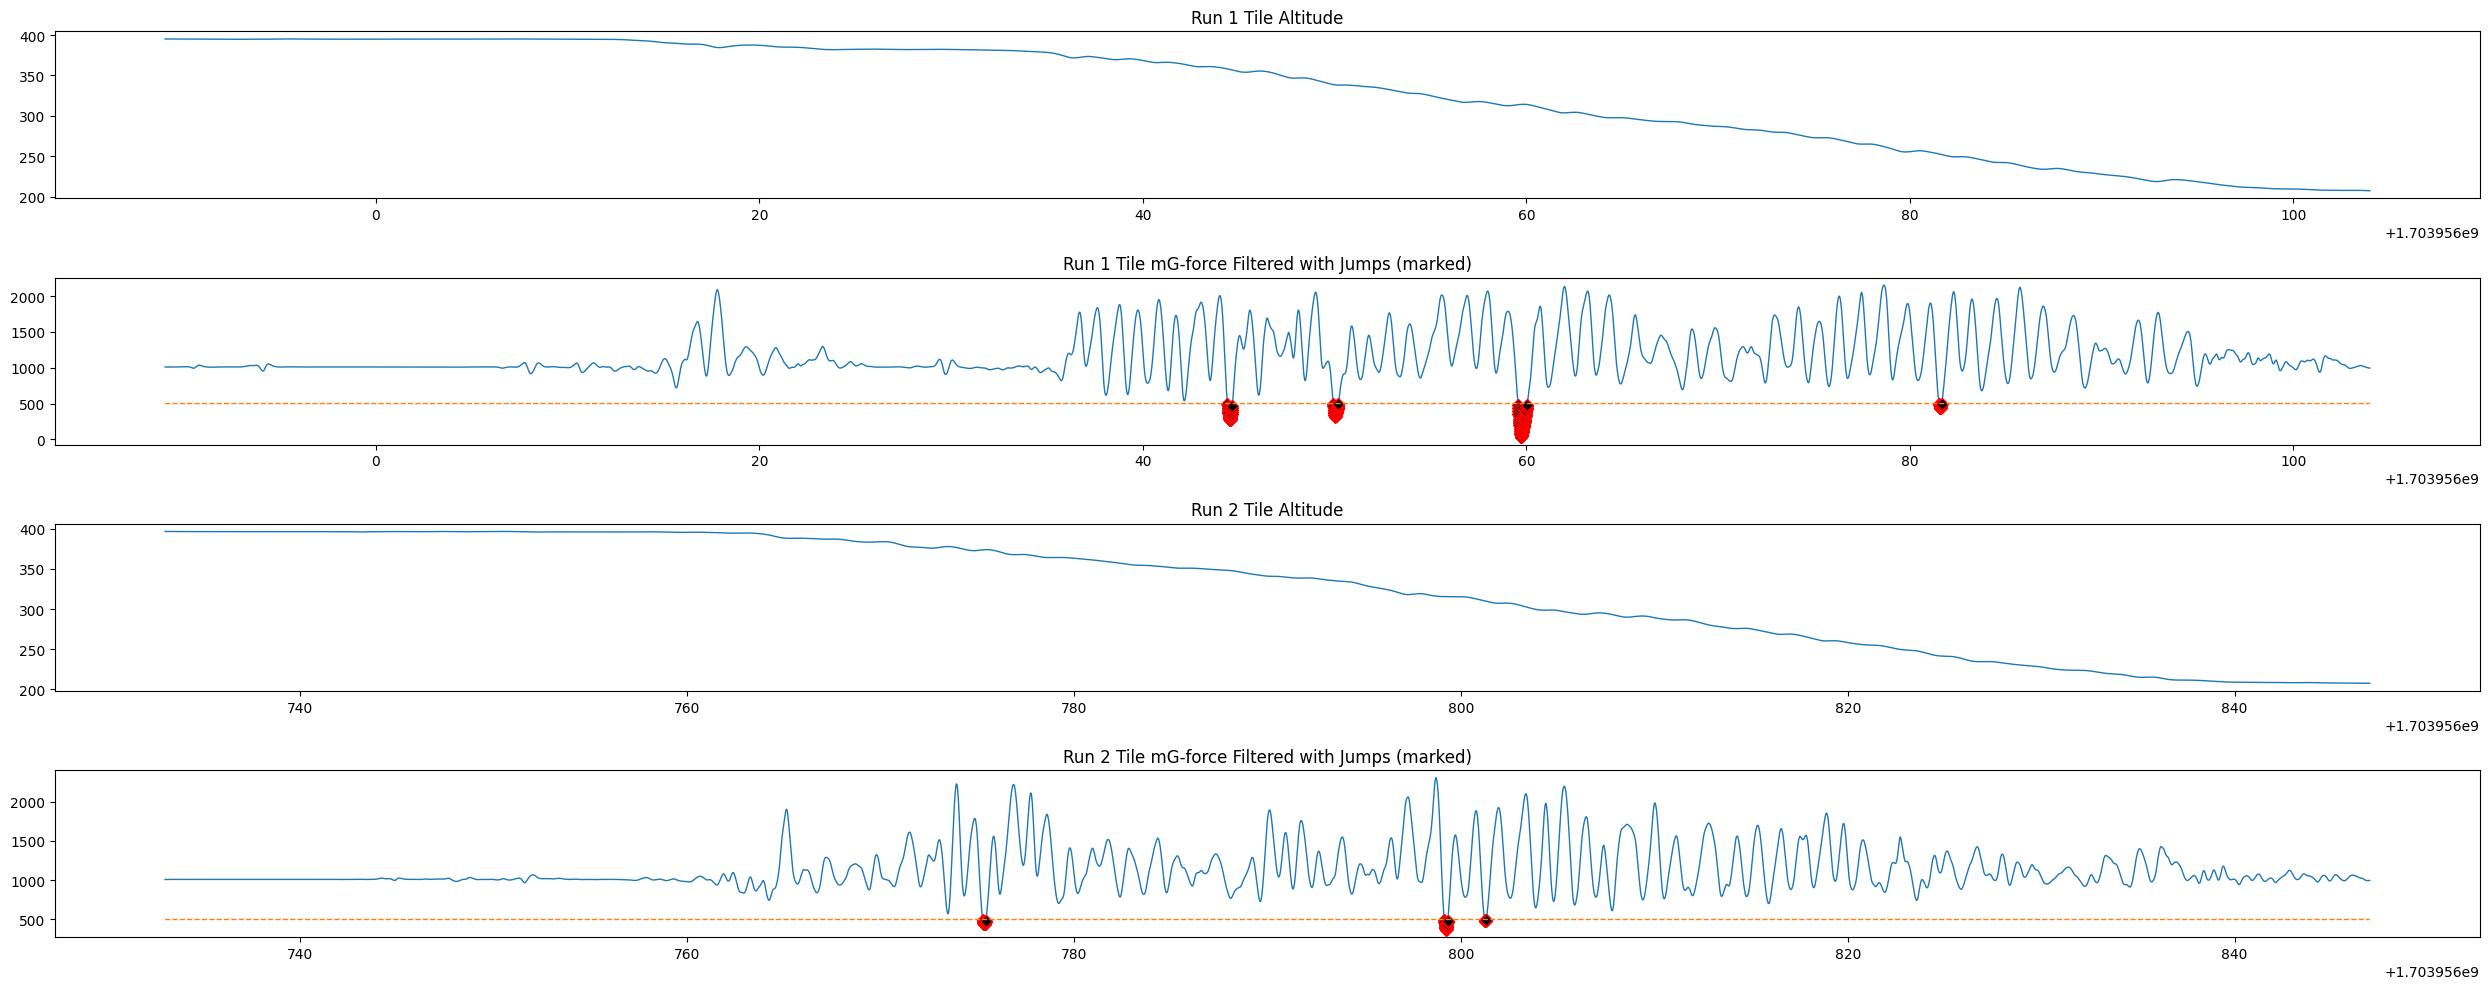 Run 1 Tile Altitude
400
350
300
250
200
0 20 40 60 80 100
+1.703956e9
Run 1 Tile mG-force Filtered with Jumps (marked)
2000
1500
1000
500
0
0 20 40 60 80 100
+1.703956e9
Run 2 Tile Altitude
400
350
300
250
200
740 760 780 800 820 840
+1.703956e9
Run 2 Tile mG-force Filtered with Jumps (marked)
2000
1500
1000
500
740 760 780 800 820 840
+1.703956e9